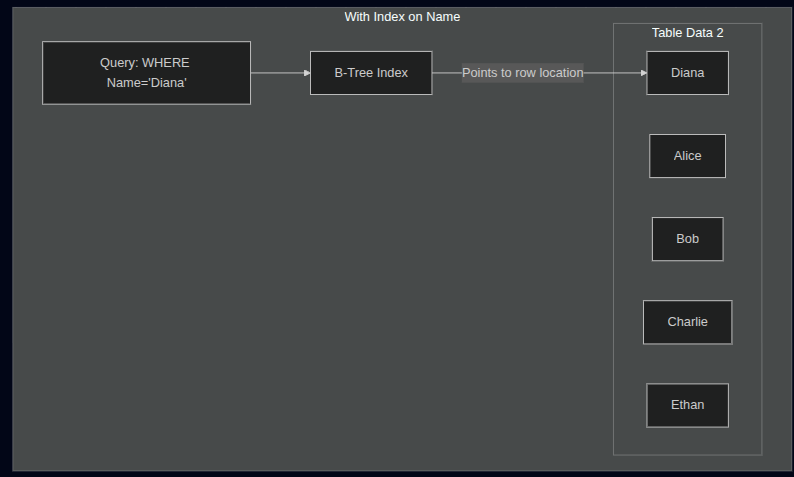 With Index on Name
Table Data 2
Query: WHERE
Name='Diana'
B-Tree Index
Points to row location
Diana
Alice
Bob
Charlie
Ethan